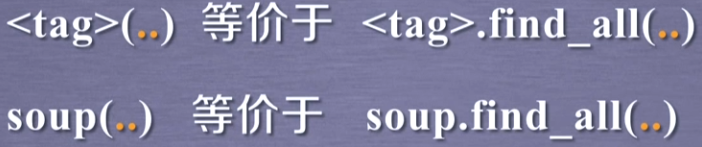 <tag>(..) 等价于 <tag>.find_all(..)
soup(..) 等价于 soup.find_all(..)